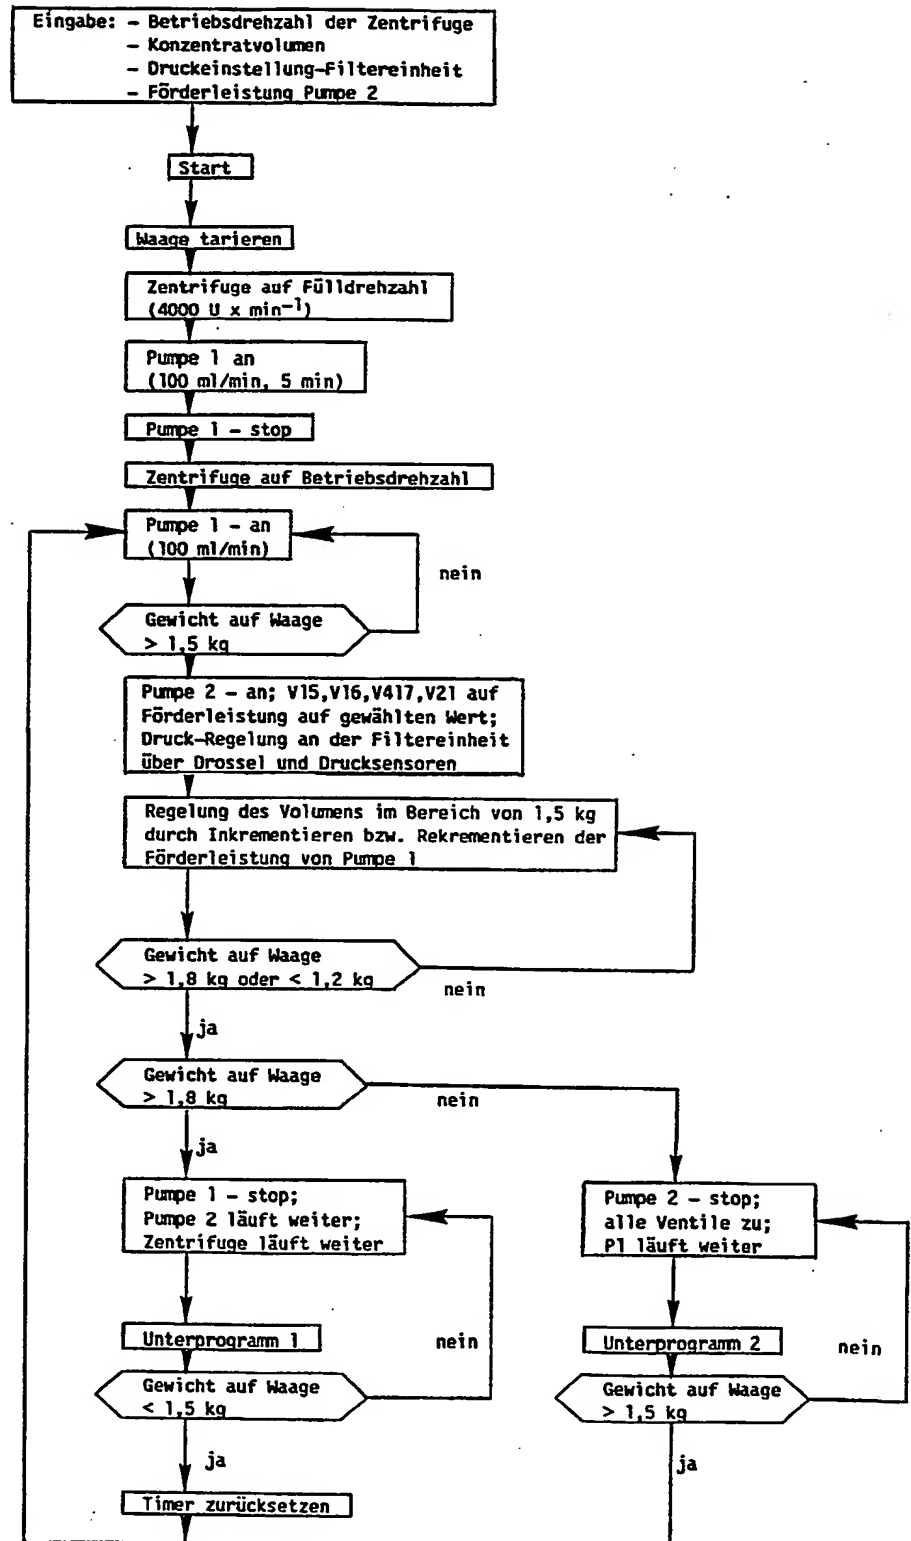 Eingabe: – Betriebsdrehzahl der Zentrifuge
– Konzentratvolumen
– Druckeinstellung-Filtereinheit
– Förderleistung Pumpe 2
Start
Waage tarieren
Zentrifuge auf Fülldrehzahl
(4000 U x min⁻¹)
Pumpe 1 an
(100 ml/min, 5 min)
Pumpe 1 – stop
Zentrifuge auf Betriebsdrehzahl
Pumpe 1 – an
(100 ml/min)
nein
Gewicht auf Waage
> 1,5 kg
Pumpe 2 – an; V15,V16,V417,V21 auf
Förderleistung auf gewählten Wert;
Druck-Regelung an der Filtereinheit
über Drossel und Drucksensoren
Regelung des Volumens im Bereich von 1,5 kg
durch Inkrementieren bzw. Rekrementieren der
Förderleistung von Pumpe 1
Gewicht auf Waage
> 1,8 kg oder < 1,2 kg
nein
ja
Gewicht auf Waage
> 1,8 kg
nein
ja
Pumpe 1 – stop;
Pumpe 2 läuft weiter;
Zentrifuge läuft weiter
Pumpe 2 – stop;
alle Ventile zu;
P1 läuft weiter
Unterprogramm 1
nein
Unterprogramm 2
nein
Gewicht auf Waage
< 1,5 kg
Gewicht auf Waage
> 1,5 kg
ja
ja
Timer zurücksetzen